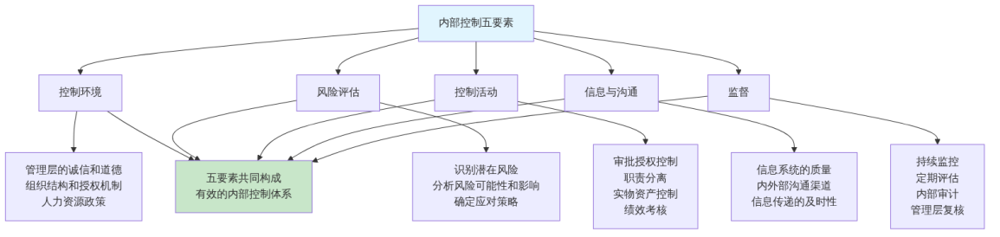 内部控制五要素
控制环境
风险评估
控制活动
信息与沟通
监督
管理层的诚信和道德
组织结构和授权机制
人力资源政策
五要素共同构成
有效的内部控制体系
识别潜在风险
分析风险可能性和影响
确定应对策略
审批授权控制
职责分离
实物资产控制
绩效考核
信息系统的质量
内外部沟通渠道
信息传递的及时性
持续监控
定期评估
内部审计
管理层复核